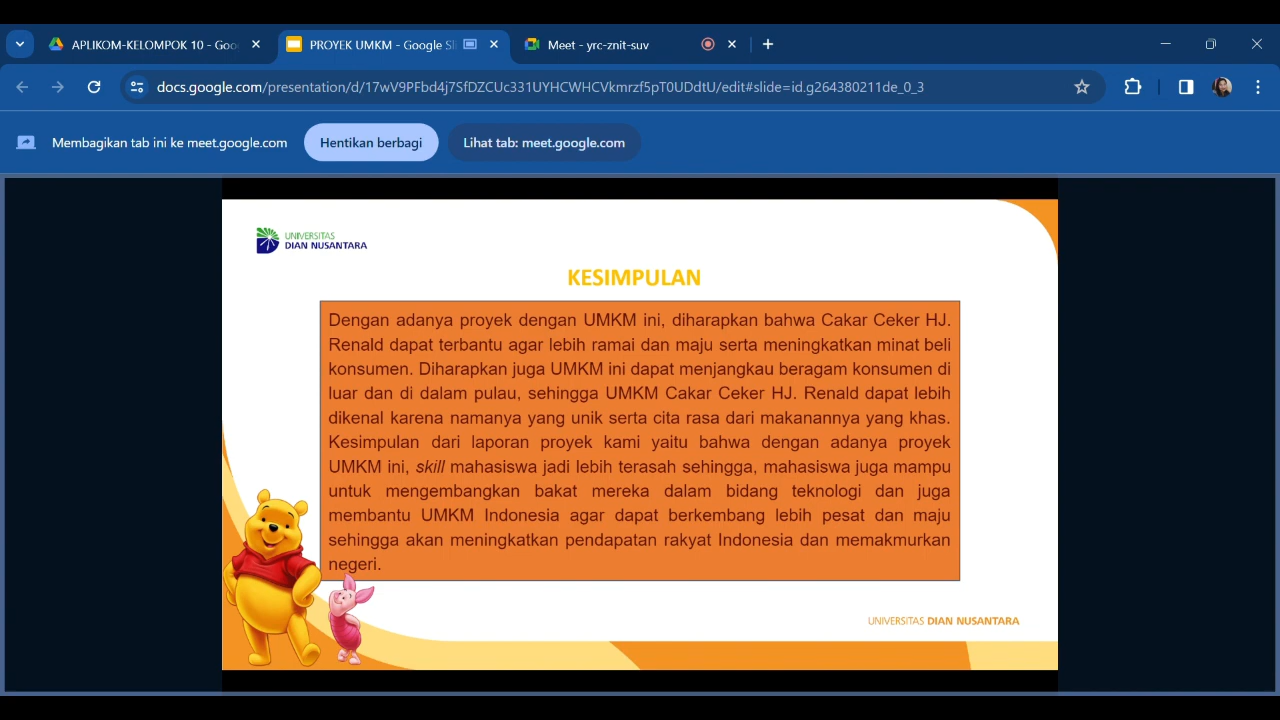 APLIKOM-KELOMPOK 10 - Goo
PROYEK UMKM - Google Sl
Meet - yrc-znit-suv
docs.google.com/presentation/d/17wV9PFbd4j7SfDZCUc331UYHCWHCVkmrzf5pT0UDdtU/edit#slide=id.g264380211de_0_3
Membagikan tab ini ke meet.google.com
Hentikan berbagi
Lihat tab: meet.google.com
UNIVERSITAS
DIAN NUSANTARA
KESIMPULAN
Dengan adanya proyek dengan UMKM ini, diharapkan bahwa Cakar Ceker HJ.
Renald dapat terbantu agar lebih ramai dan maju serta meningkatkan minat beli
konsumen. Diharapkan juga UMKM ini dapat menjangkau beragam konsumen di
luar dan di dalam pulau, sehingga UMKM Cakar Ceker HJ. Renald dapat lebih
dikenal karena namanya yang unik serta cita rasa dari makanannya yang khas.
Kesimpulan dari laporan proyek kami yaitu bahwa dengan adanya proyek
UMKM ini, skill mahasiswa jadi lebih terasah sehingga, mahasiswa juga mampu
untuk mengembangkan bakat mereka dalam bidang teknologi dan juga
membantu UMKM Indonesia agar dapat berkembang lebih pesat dan maju
sehingga akan meningkatkan pendapatan rakyat Indonesia dan memakmurkan
negeri.
UNIVERSITAS DIAN NUSANTARA